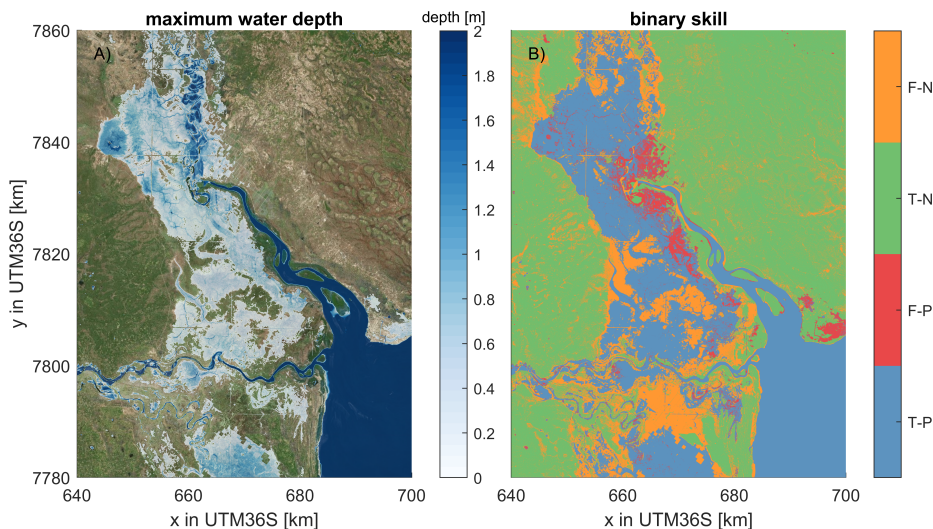 maximum water depth
depth [m]
binary skill
A)
B)
y in UTM36S [km]
7860
7840
7820
7800
7780
640
660
680
700
x in UTM36S [km]
2
1.8
1.6
1.4
1.2
1
0.8
0.6
0.4
0.2
0
640
660
680
700
x in UTM36S [km]
F-N
T-N
F-P
T-P